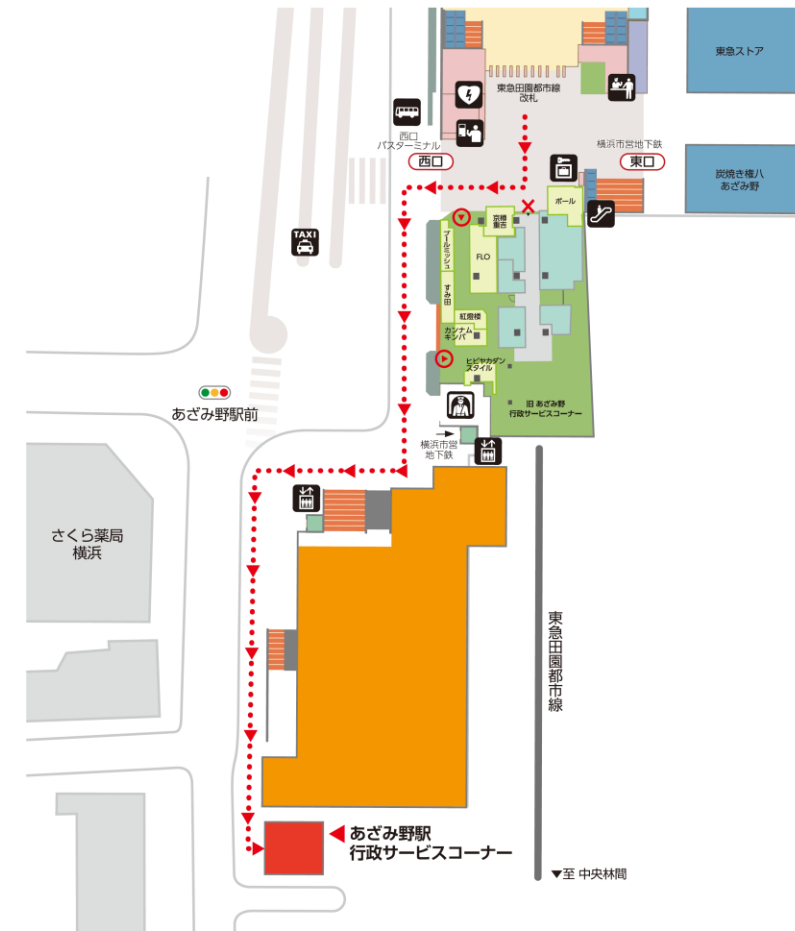 東急ストア
東急田園都市線
改札
西口
バスターミナル
西口
横浜市営地下鉄
東口
炭焼き権八
あざみ野
ポール
京樽
重吉
ブールミッシュ
FLO
すみ田
TAXI
紅燈楼
カンナム
キンパ
ヒビヤカダン
スタイル
旧 あざみ野
行政サービスコーナー
あざみ野駅前
横浜市営
地下鉄
さくら薬局
横浜
東急田園都市線
あざみ野駅
行政サービスコーナー
▼至 中央林間